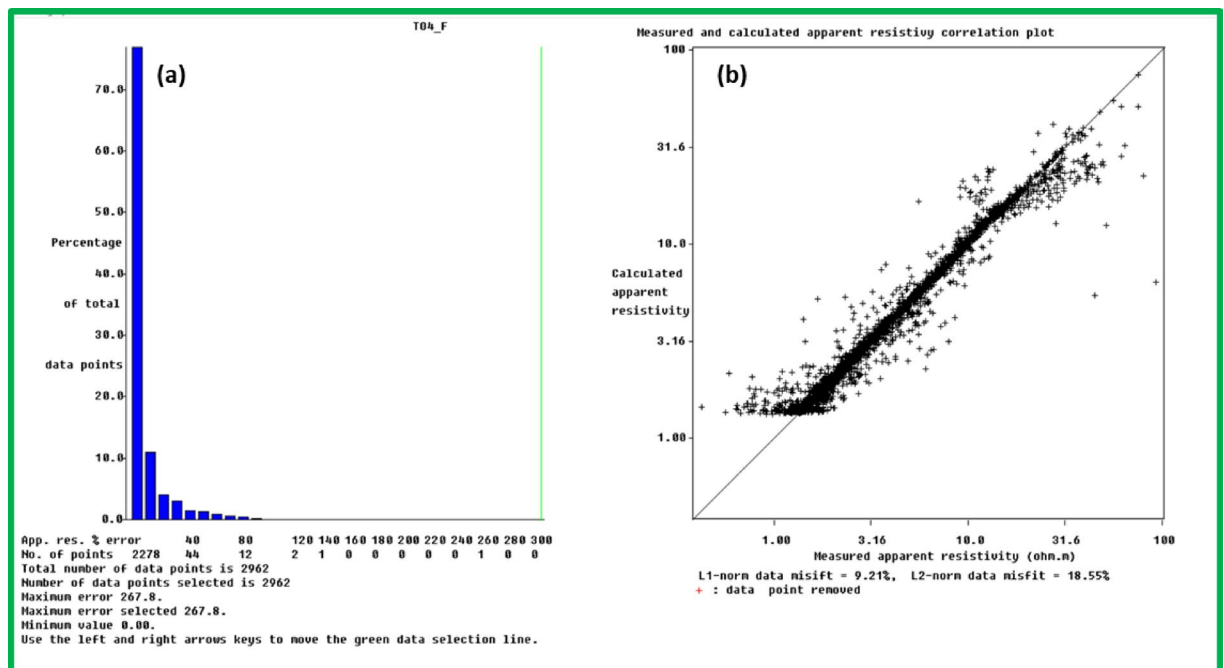 T04_F
(a)
70.0
60.0
50.0
Percentage
40.0
of total
30.0
data points
20.0
10.0
0.0
App. res. % error 40 80 120 140 160 180 200 220 240 260 280 300
No. of points 2278 44 12 2 1 0 0 0 0 0 1 0 0
Total number of data points is 2962
Number of data points selected is 2962
Maximum error 267.8.
Maximum error selected 267.8.
Minimum value 0.00.
Use the left and right arrows keys to move the green data selection line.
Measured and calculated apparent resistivy correlation plot
(b)
100
31.6
10.0
Calculated
apparent
resistivity
3.16
1.00
1.00 3.16 10.0 31.6 100
Measured apparent resistivity (ohm.m)
L1-norm data misift = 9.21%, L2-norm data misfit = 18.55%
+ : data point removed